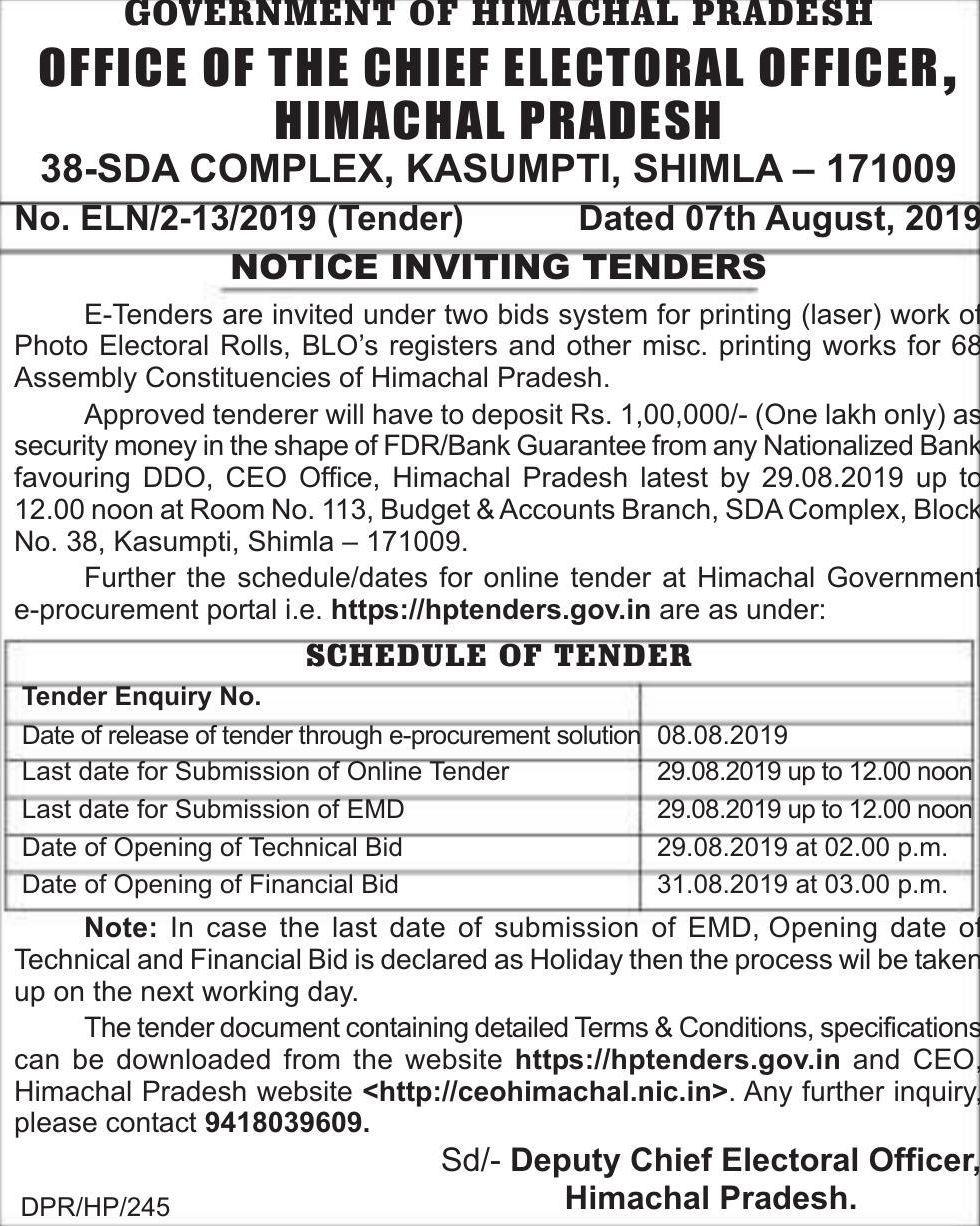 GOVERNMENT OF HIMACHAL PRADESH
OFFICE OF THE CHIEF ELECTORAL OFFICER,
HIMACHAL PRADESH
38-SDA COMPLEX, KASUMPTI, SHIMLA – 171009
No. ELN/2-13/2019 (Tender) Dated 07th August, 2019
NOTICE INVITING TENDERS
E-Tenders are invited under two bids system for printing (laser) work of
Photo Electoral Rolls, BLO's registers and other misc. printing works for 68
Assembly Constituencies of Himachal Pradesh.
Approved tenderer will have to deposit Rs. 1,00,000/- (One lakh only) as
security money in the shape of FDR/Bank Guarantee from any Nationalized Bank
favouring DDO, CEO Office, Himachal Pradesh latest by 29.08.2019 up to
12.00 noon at Room No. 113, Budget & Accounts Branch, SDA Complex, Block
No. 38, Kasumpti, Shimla – 171009.
Further the schedule/dates for online tender at Himachal Government
e-procurement portal i.e. https://hptenders.gov.in are as under:
SCHEDULE OF TENDER
Tender Enquiry No.
Date of release of tender through e-procurement solution 08.08.2019
Last date for Submission of Online Tender 29.08.2019 up to 12.00 noon
Last date for Submission of EMD 29.08.2019 up to 12.00 noon
Date of Opening of Technical Bid 29.08.2019 at 02.00 p.m.
Date of Opening of Financial Bid 31.08.2019 at 03.00 p.m.
Note: In case the last date of submission of EMD, Opening date of
Technical and Financial Bid is declared as Holiday then the process wil be taken
up on the next working day.
The tender document containing detailed Terms & Conditions, specifications
can be downloaded from the website https://hptenders.gov.in and CEO,
Himachal Pradesh website <http://ceohimachal.nic.in>. Any further inquiry,
please contact 9418039609.
Sd/- Deputy Chief Electoral Officer,
Himachal Pradesh.
DPR/HP/245